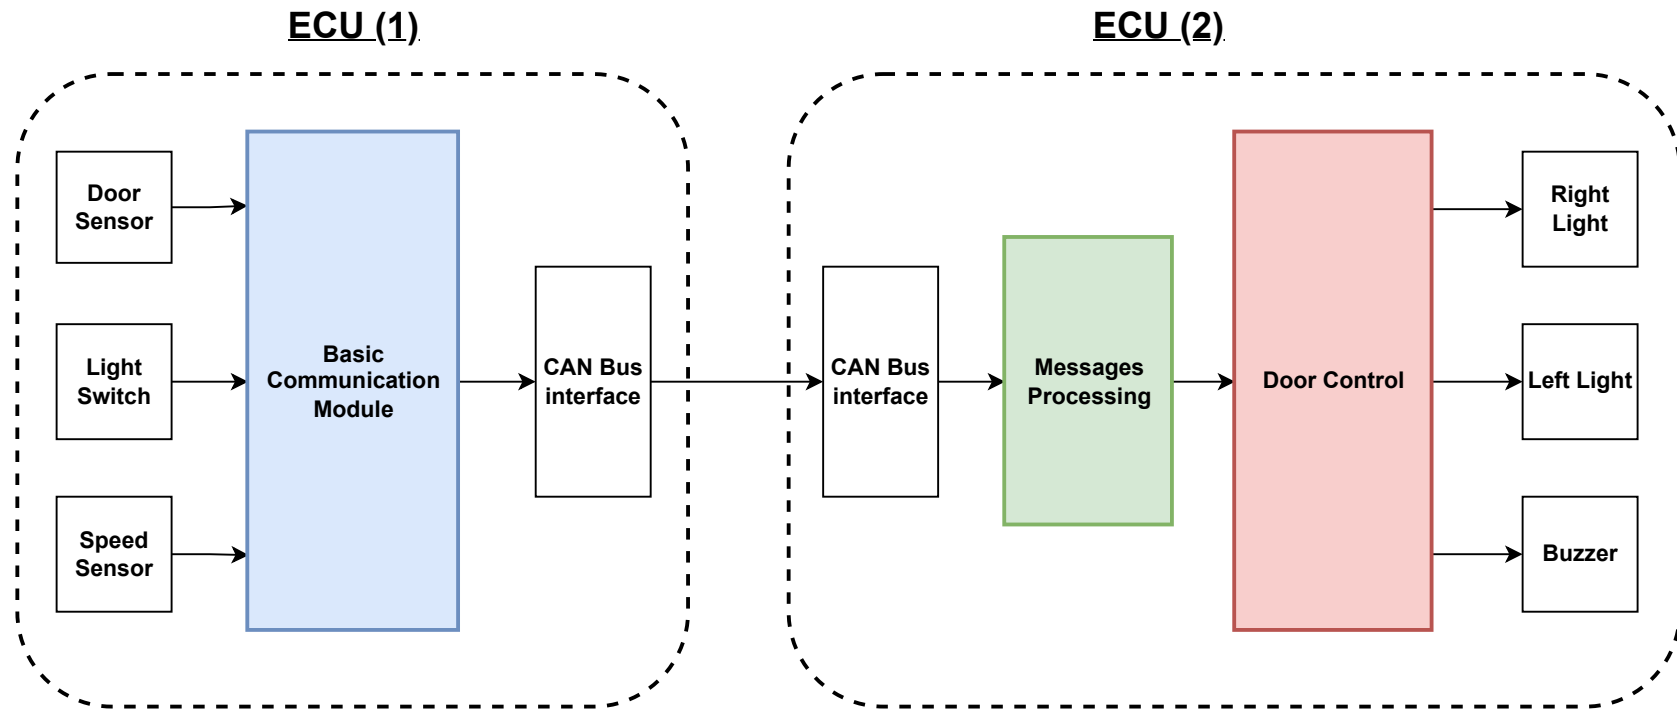 ECU (1)
ECU (2)
Door
Sensor
Light
Switch
Speed
Sensor
Basic
Communication
Module
CAN Bus
interface
CAN Bus
interface
Messages
Processing
Door Control
Right
Light
Left Light
Buzzer